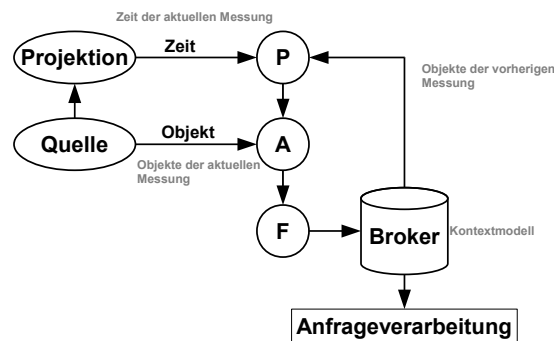 Zeit der aktuellen Messung
Projektion
Zeit
P
Objekte der vorherigen
Messung
Quelle
Objekt
A
Objekte der aktuellen
Messung
F
Broker
Kontextmodell
Anfrageverarbeitung